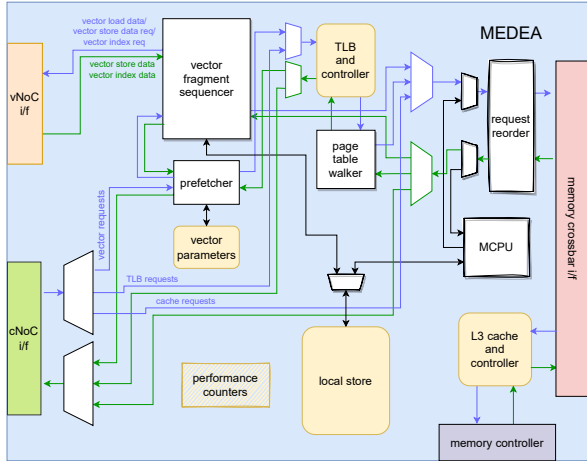 vector load data/
vector store data req/
vector index req
vector store data/
vector index data
MEDEA
vNoC
i/f
vector
fragment
sequencer
TLB
and
controller
page
table
walker
request
reorder
prefetcher
vector
parameters
MCPU
memory crossbar i/f
vector requests
TLB requests
cache requests
cNoC
i/f
performance
counters
local store
L3 cache
and
controller
memory controller